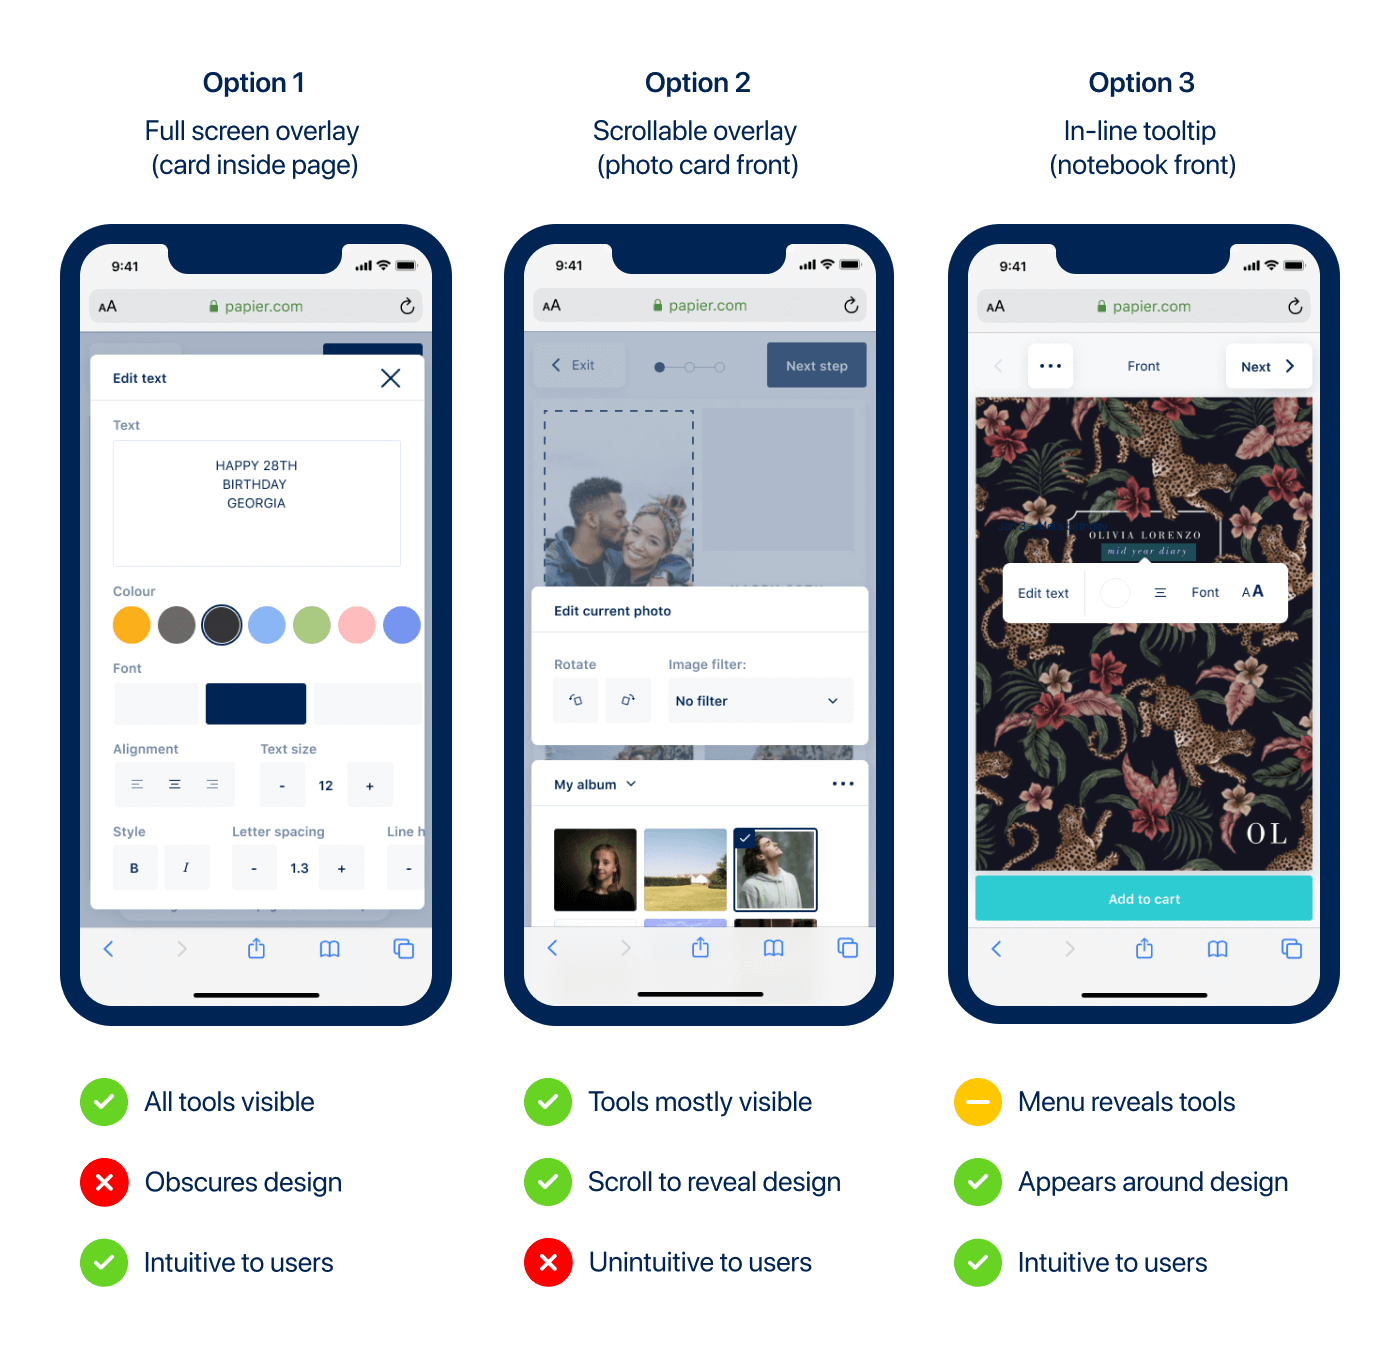 Option 1
Full screen overlay
(card inside page)
9:41
AA
papier.com
Edit text
Text
HAPPY 28TH
BIRTHDAY
GEORGIA
Colour
Font
Alignment
Text size
-
12
+
Style
Letter spacing
Line h
B
I
-
1.3
+
-
All tools visible
Obscures design
Intuitive to users
Option 2
Scrollable overlay
(photo card front)
9:41
AA
papier.com
Exit
Next step
Edit current photo
Rotate
Image filter:
No filter
My album
Tools mostly visible
Scroll to reveal design
Unintuitive to users
Option 3
In-line tooltip
(notebook front)
9:41
AA
papier.com
Front
Next
OLIVIA LORENZO
mid year diary
Edit text
Font
AA
OL
Add to cart
Menu reveals tools
Appears around design
Intuitive to users